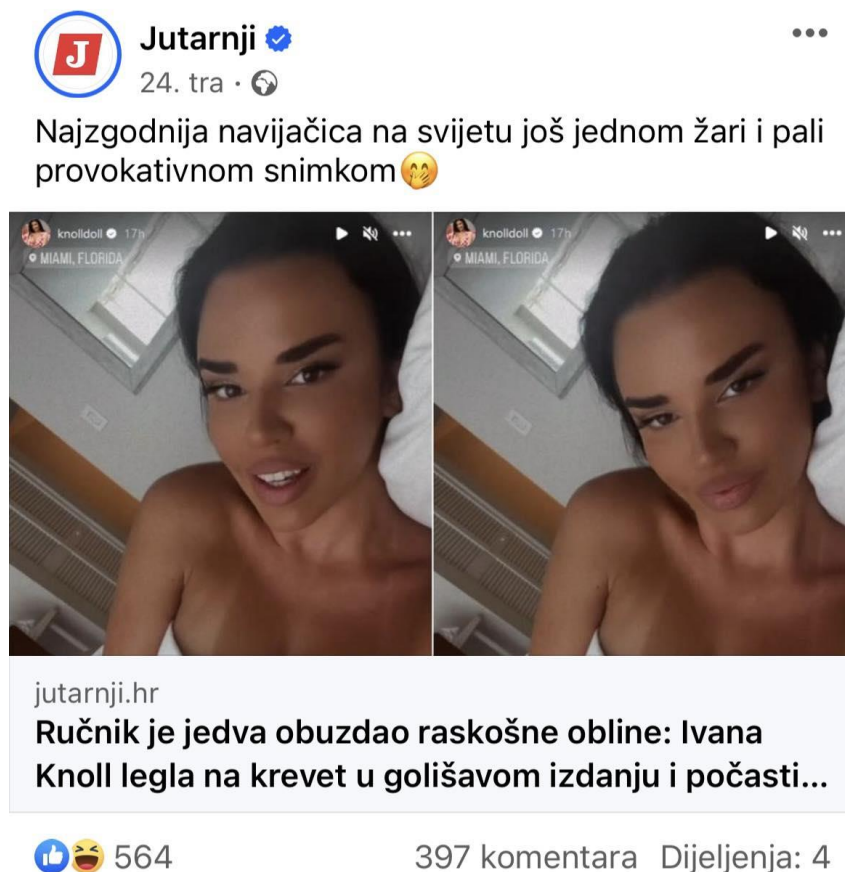 J
Jutarnji
24. tra ·
Najzgodnija navijačica na svijetu još jednom žari i pali
provokativnom snimkom🤭
knolldoll 17h
MIAMI, FLORIDA
knolldoll 17h
MIAMI, FLORIDA
jutarnji.hr
Ručnik je jedva obuzdao raskošne obline: Ivana
Knoll legla na krevet u golišavom izdanju i počasti...
564
397 komentara Dijeljenja: 4